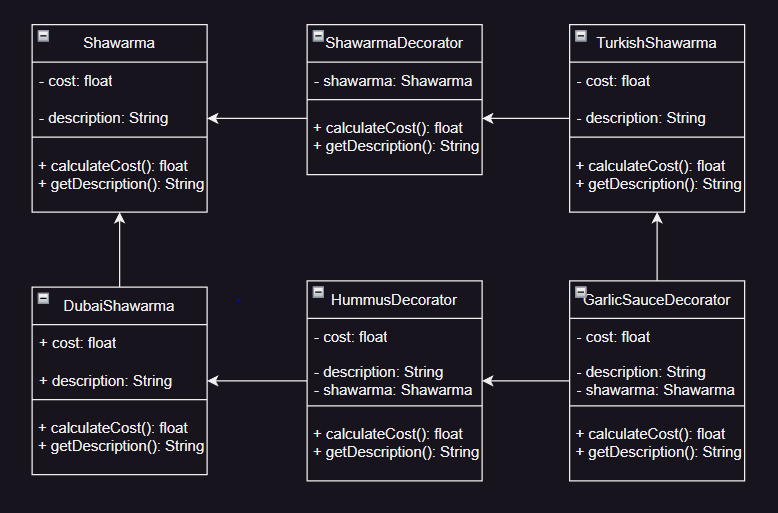 Shawarma
- cost: float
- description: String
+ calculateCost(): float
+ getDescription(): String
ShawarmaDecorator
- shawarma: Shawarma
+ calculateCost(): float
+ getDescription(): String
TurkishShawarma
- cost: float
- description: String
+ calculateCost(): float
+ getDescription(): String
DubaiShawarma
+ cost: float
+ description: String
+ calculateCost(): float
+ getDescription(): String
HummusDecorator
- cost: float
- description: String
- shawarma: Shawarma
+ calculateCost(): float
+ getDescription(): String
GarlicSauceDecorator
- cost: float
- description: String
- shawarma: Shawarma
+ calculateCost(): float
+ getDescription(): String